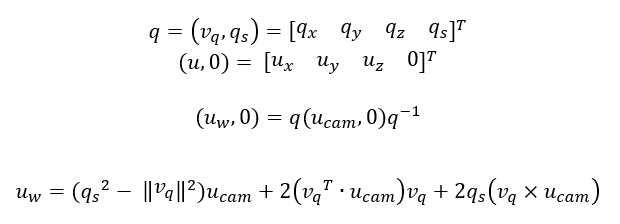 q = (v_q, q_s) = [q_x q_y q_z q_s]^T
(u, 0) = [u_x u_y u_z 0]^T
(u_w, 0) = q(u_cam, 0)q^−1
u_w = (q_s^2 − ‖v_q‖^2)u_cam + 2(v_q^T · u_cam)v_q + 2q_s(v_q × u_cam)